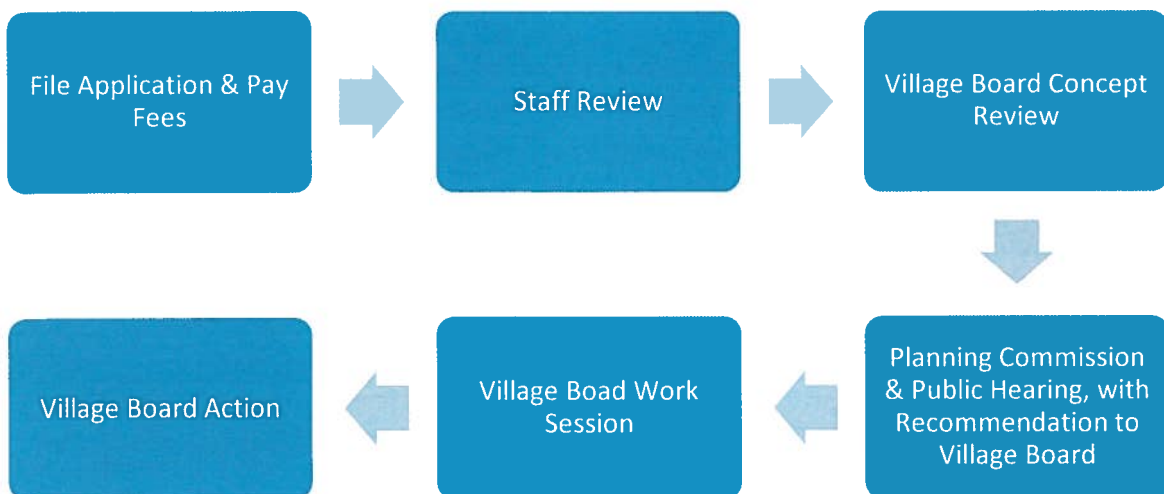 File Application & Pay
Fees
Staff Review
Village Board Concept
Review
Planning Commission
& Public Hearing, with
Recommendation to
Village Board
Village Boad Work
Session
Village Board Action